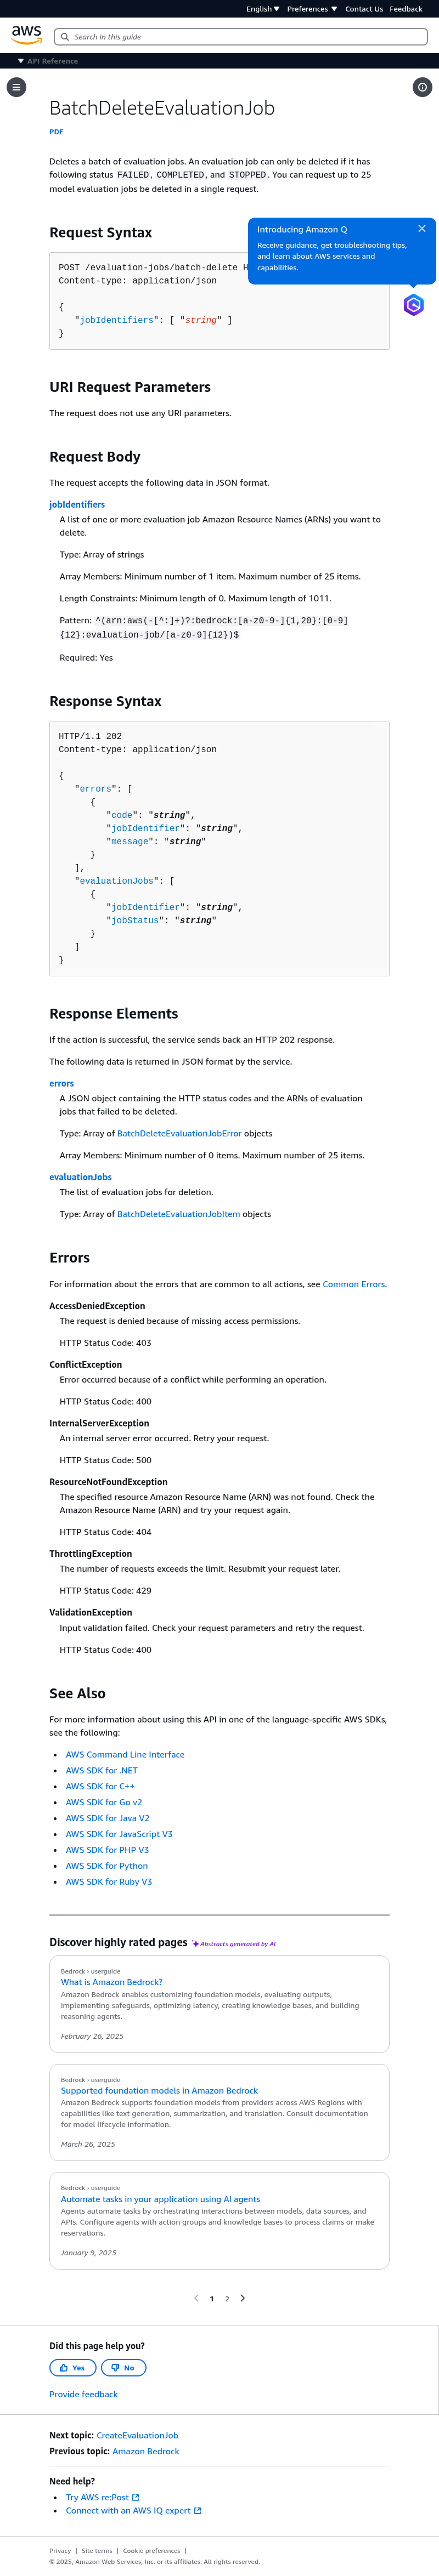 English Preferences Contact Us Feedback
aws
Search in this guide
API Reference
BatchDeleteEvaluationJob
PDF
Deletes a batch of evaluation jobs. An evaluation job can only be deleted if it has
following status FAILED, COMPLETED, and STOPPED. You can request up to 25
model evaluation jobs be deleted in a single request.
Introducing Amazon Q
Receive guidance, get troubleshooting tips,
and learn about AWS services and
capabilities.
Request Syntax
POST /evaluation-jobs/batch-delete H
Content-type: application/json
{
"jobIdentifiers": [ "string" ]
}
URI Request Parameters
The request does not use any URI parameters.
Request Body
The request accepts the following data in JSON format.
jobIdentifiers
A list of one or more evaluation job Amazon Resource Names (ARNs) you want to
delete.
Type: Array of strings
Array Members: Minimum number of 1 item. Maximum number of 25 items.
Length Constraints: Minimum length of 0. Maximum length of 1011.
Pattern: ^(arn:aws(-[^:]+)?:bedrock:[a-z0-9-]{1,20}:[0-9]
{12}:evaluation-job/[a-z0-9]{12})$
Required: Yes
Response Syntax
HTTP/1.1 202
Content-type: application/json
{
"errors": [
{
"code": "string",
"jobIdentifier": "string",
"message": "string"
}
],
"evaluationJobs": [
{
"jobIdentifier": "string",
"jobStatus": "string"
}
]
}
Response Elements
If the action is successful, the service sends back an HTTP 202 response.
The following data is returned in JSON format by the service.
errors
A JSON object containing the HTTP status codes and the ARNs of evaluation
jobs that failed to be deleted.
Type: Array of BatchDeleteEvaluationJobError objects
Array Members: Minimum number of 0 items. Maximum number of 25 items.
evaluationJobs
The list of evaluation jobs for deletion.
Type: Array of BatchDeleteEvaluationJobItem objects
Errors
For information about the errors that are common to all actions, see Common Errors.
AccessDeniedException
The request is denied because of missing access permissions.
HTTP Status Code: 403
ConflictException
Error occurred because of a conflict while performing an operation.
HTTP Status Code: 400
InternalServerException
An internal server error occurred. Retry your request.
HTTP Status Code: 500
ResourceNotFoundException
The specified resource Amazon Resource Name (ARN) was not found. Check the
Amazon Resource Name (ARN) and try your request again.
HTTP Status Code: 404
ThrottlingException
The number of requests exceeds the limit. Resubmit your request later.
HTTP Status Code: 429
ValidationException
Input validation failed. Check your request parameters and retry the request.
HTTP Status Code: 400
See Also
For more information about using this API in one of the language-specific AWS SDKs,
see the following:
• AWS Command Line Interface
• AWS SDK for .NET
• AWS SDK for C++
• AWS SDK for Go v2
• AWS SDK for Java V2
• AWS SDK for JavaScript V3
• AWS SDK for PHP V3
• AWS SDK for Python
• AWS SDK for Ruby V3
Discover highly rated pages Abstracts generated by AI
Bedrock › userguide
What is Amazon Bedrock?
Amazon Bedrock enables customizing foundation models, evaluating outputs,
implementing safeguards, optimizing latency, creating knowledge bases, and building
reasoning agents.
February 26, 2025
Bedrock › userguide
Supported foundation models in Amazon Bedrock
Amazon Bedrock supports foundation models from providers across AWS Regions with
capabilities like text generation, summarization, and translation. Consult documentation
for model lifecycle information.
March 26, 2025
Bedrock › userguide
Automate tasks in your application using AI agents
Agents automate tasks by orchestrating interactions between models, data sources, and
APIs. Configure agents with action groups and knowledge bases to process claims or make
reservations.
January 9, 2025
1 2
Did this page help you?
Yes No
Provide feedback
Next topic: CreateEvaluationJob
Previous topic: Amazon Bedrock
Need help?
• Try AWS re:Post
• Connect with an AWS IQ expert
Privacy | Site terms | Cookie preferences |
© 2025, Amazon Web Services, Inc. or its affiliates. All rights reserved.